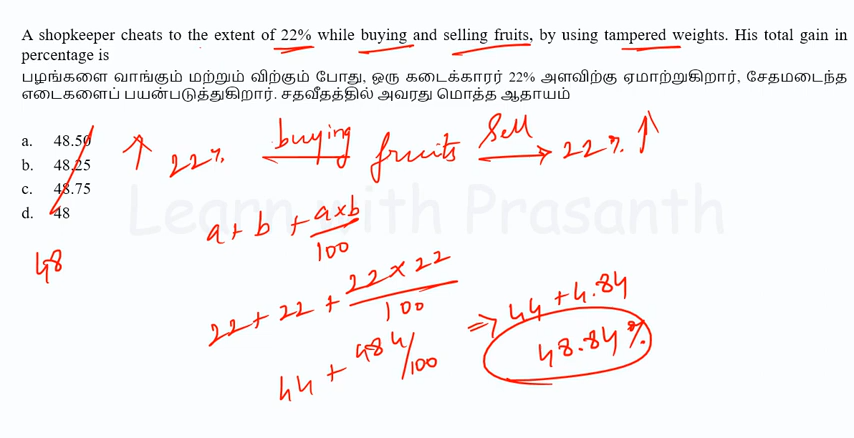 A shopkeeper cheats to the extent of 22% while buying and selling fruits, by using tampered weights. His total gain in
percentage is
பழங்களை வாங்கும் மற்றும் விற்கும் போது, ஒரு கடைக்காரர் 22% அளவிற்கு ஏமாற்றுகிறார், சேதமடைந்த
எடைகளைப் பயன்படுத்துகிறார். சதவீதத்தில் அவரது மொத்த ஆதாயம்
a. 48.50
b. 48.25
c. 48.75
d. 48
↑ 22% buying fruits Sell → 22% ↑
Learn with Prasanth
a + b + a×b/100
48
22 + 22 + 22 × 22/100
44 + 484/100
⇒ 44 + 4.84
48.84%